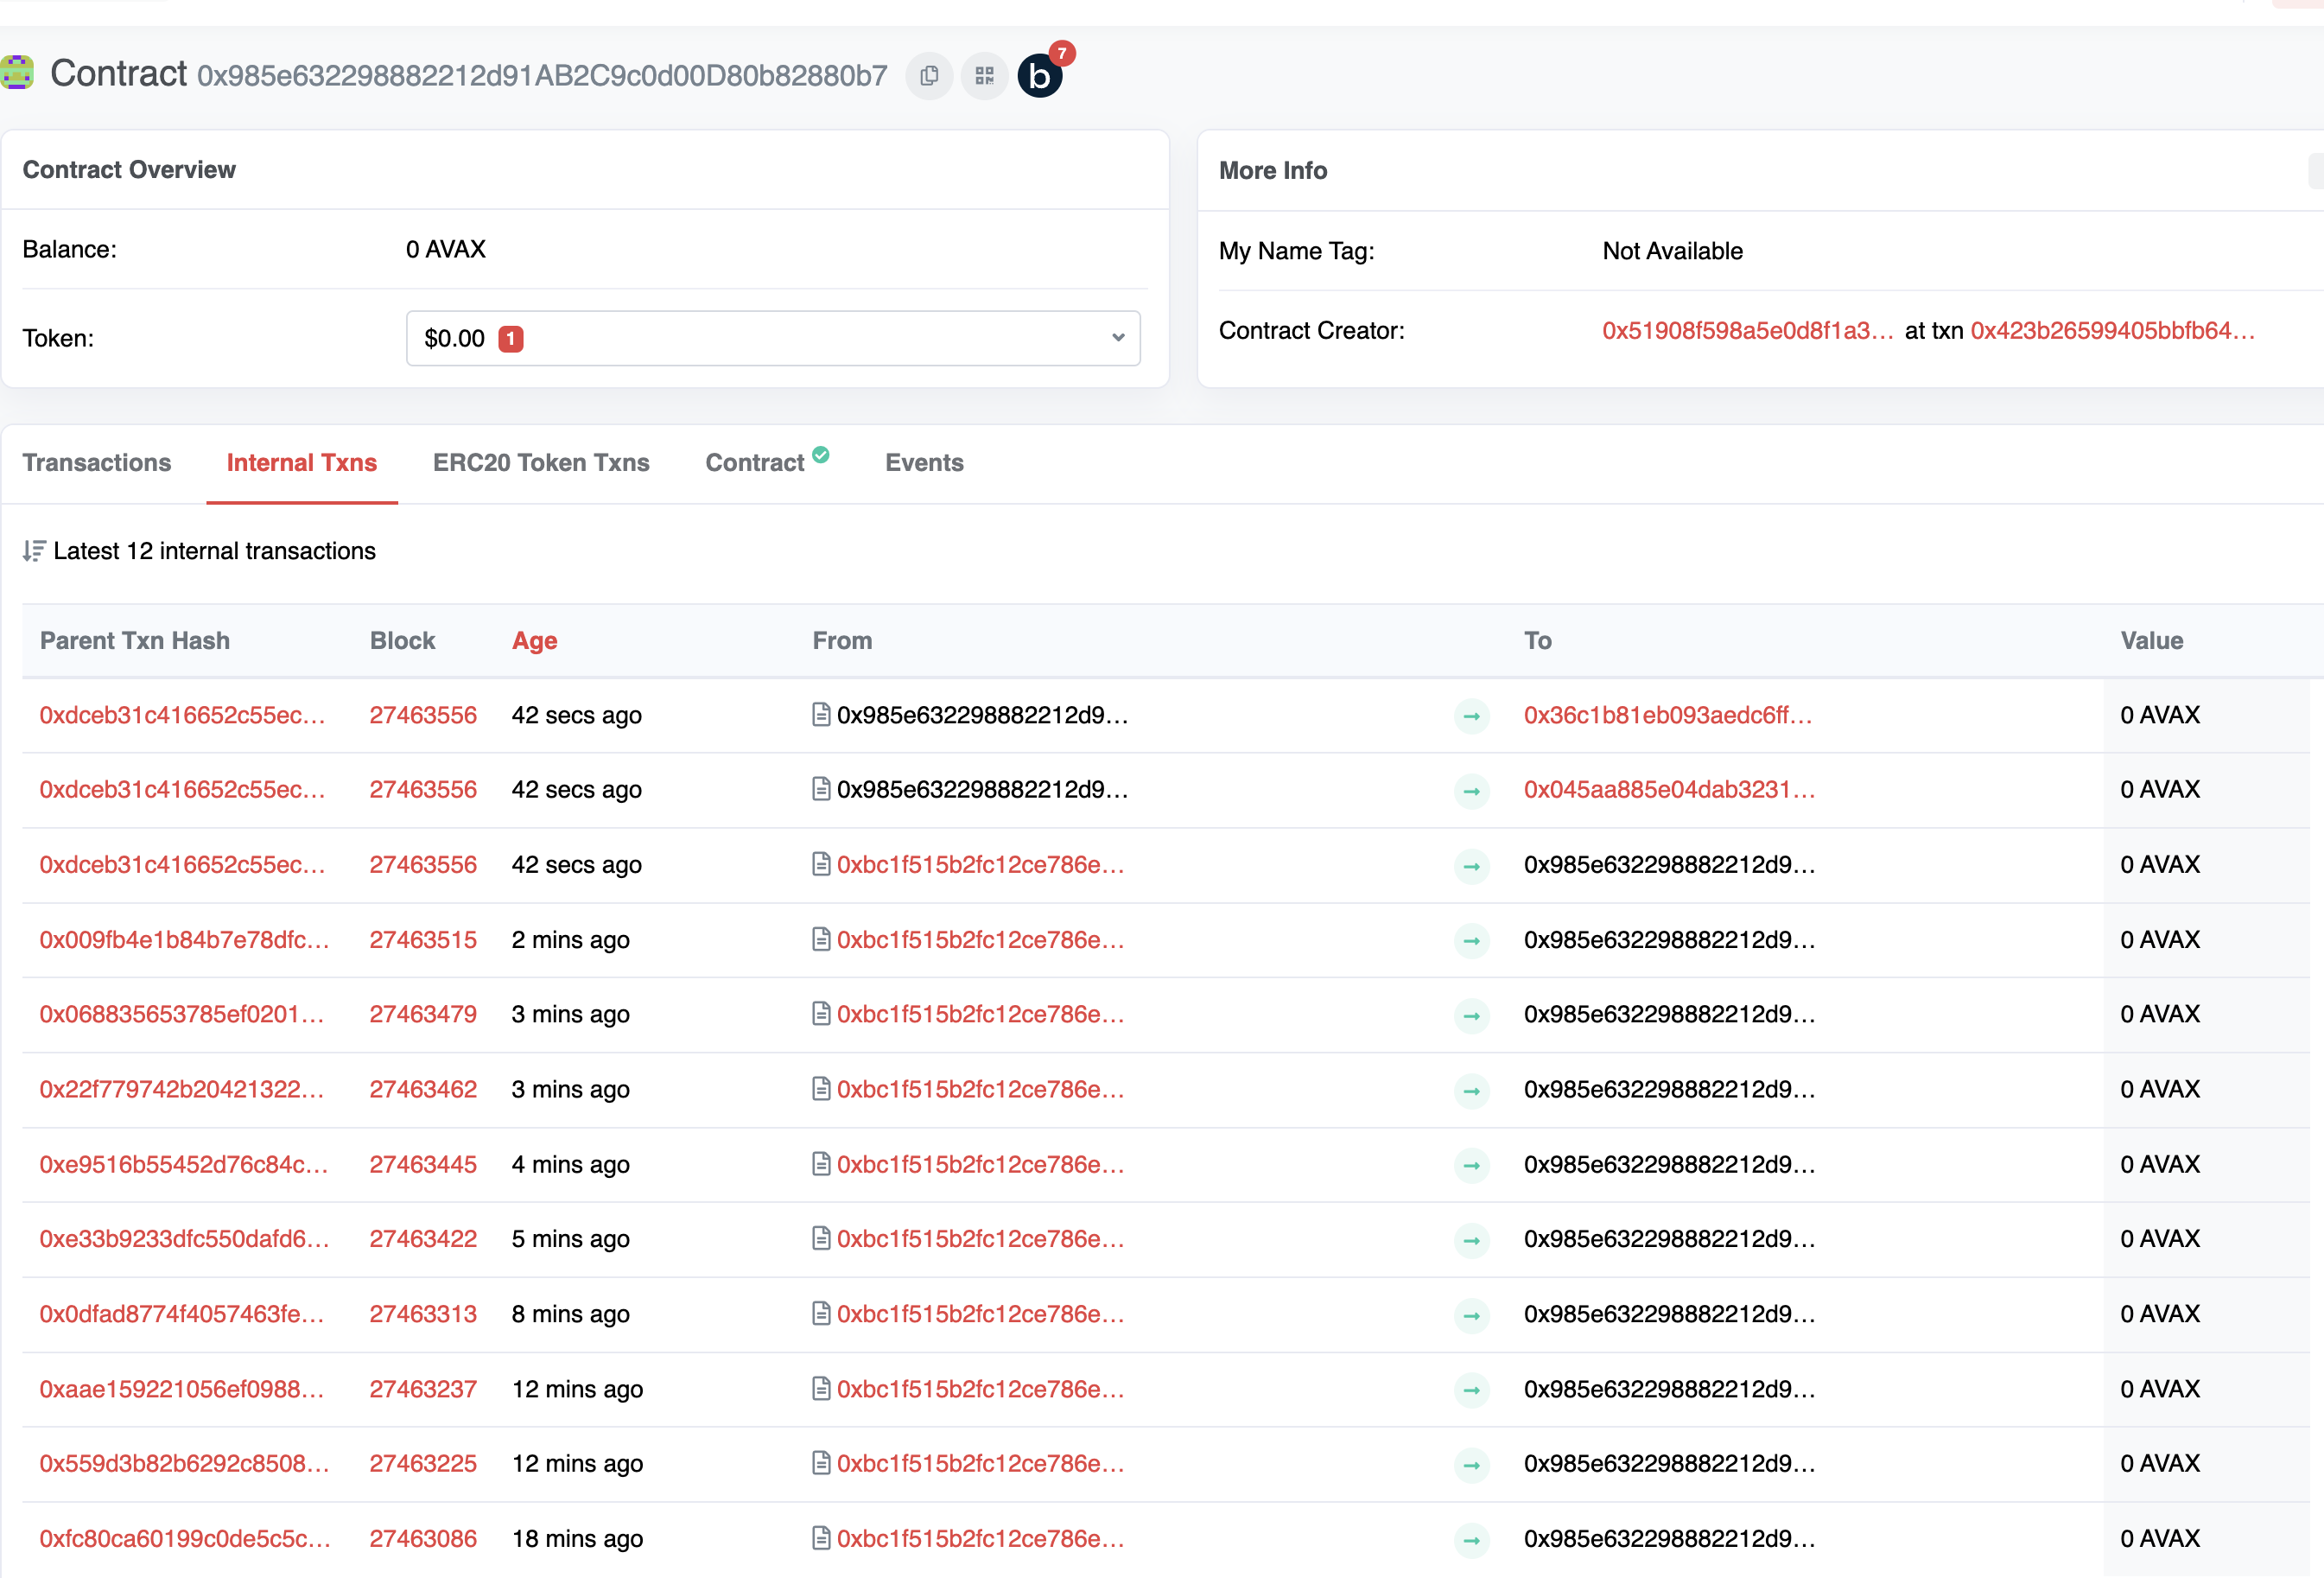 Contract 0x985e632298882212d91AB2C9c0d00D80b82880b7 b 7
Contract Overview
Balance: 0 AVAX
Token: $0.00 1
More Info
My Name Tag: Not Available
Contract Creator: 0x51908f598a5e0d8f1a3... at txn 0x423b26599405bbfb64...
Transactions Internal Txns ERC20 Token Txns Contract Events
Latest 12 internal transactions
Parent Txn Hash Block Age From To Value
0xdceb31c416652c55ec... 27463556 42 secs ago 0x985e632298882212d9... 0x36c1b81eb093aedc6ff... 0 AVAX
0xdceb31c416652c55ec... 27463556 42 secs ago 0x985e632298882212d9... 0x045aa885e04dab3231... 0 AVAX
0xdceb31c416652c55ec... 27463556 42 secs ago 0xbc1f515b2fc12ce786e... 0x985e632298882212d9... 0 AVAX
0x009fb4e1b84b7e78dfc... 27463515 2 mins ago 0xbc1f515b2fc12ce786e... 0x985e632298882212d9... 0 AVAX
0x068835653785ef0201... 27463479 3 mins ago 0xbc1f515b2fc12ce786e... 0x985e632298882212d9... 0 AVAX
0x22f779742b20421322... 27463462 3 mins ago 0xbc1f515b2fc12ce786e... 0x985e632298882212d9... 0 AVAX
0xe9516b55452d76c84c... 27463445 4 mins ago 0xbc1f515b2fc12ce786e... 0x985e632298882212d9... 0 AVAX
0xe33b9233dfc550dafd6... 27463422 5 mins ago 0xbc1f515b2fc12ce786e... 0x985e632298882212d9... 0 AVAX
0x0dfad8774f4057463fe... 27463313 8 mins ago 0xbc1f515b2fc12ce786e... 0x985e632298882212d9... 0 AVAX
0xaae159221056ef0988... 27463237 12 mins ago 0xbc1f515b2fc12ce786e... 0x985e632298882212d9... 0 AVAX
0x559d3b82b6292c8508... 27463225 12 mins ago 0xbc1f515b2fc12ce786e... 0x985e632298882212d9... 0 AVAX
0xfc80ca60199c0de5c5c... 27463086 18 mins ago 0xbc1f515b2fc12ce786e... 0x985e632298882212d9... 0 AVAX